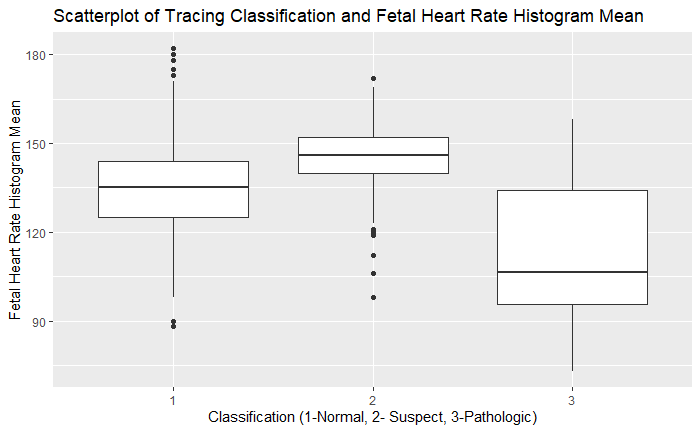 Scatterplot of Tracing Classification and Fetal Heart Rate Histogram Mean
Fetal Heart Rate Histogram Mean
180
150
120
90
1 2 3
Classification (1-Normal, 2- Suspect, 3-Pathologic)